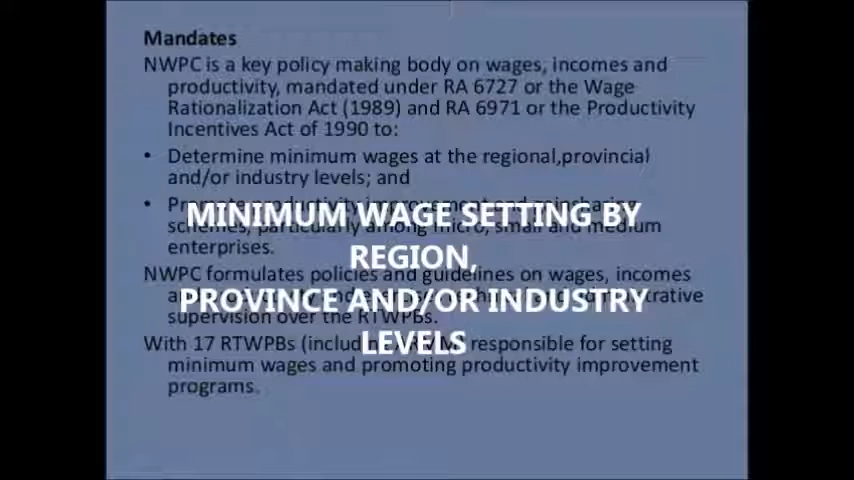 Mandates
NWPC is a key policy making body on wages, incomes and
productivity, mandated under RA 6727 or the Wage
Rationalization Act (1989) and RA 6971 or the Productivity
Incentives Act of 1990 to:
• Determine minimum wages at the regional,provincial
and/or industry levels; and
• Promote productivity improvement and
MINIMUM WAGE SETTING BY
schemes, particularly among micro, small and medium
REGION,
enterprises.
NWPC formulates policies and guidelines on wages, incomes
PROVINCE AND/OR INDUSTRY
supervision over the RTWPBs.
LEVELS
With 17 RTWPBs responsible for setting
minimum wages and promoting productivity improvement
programs.